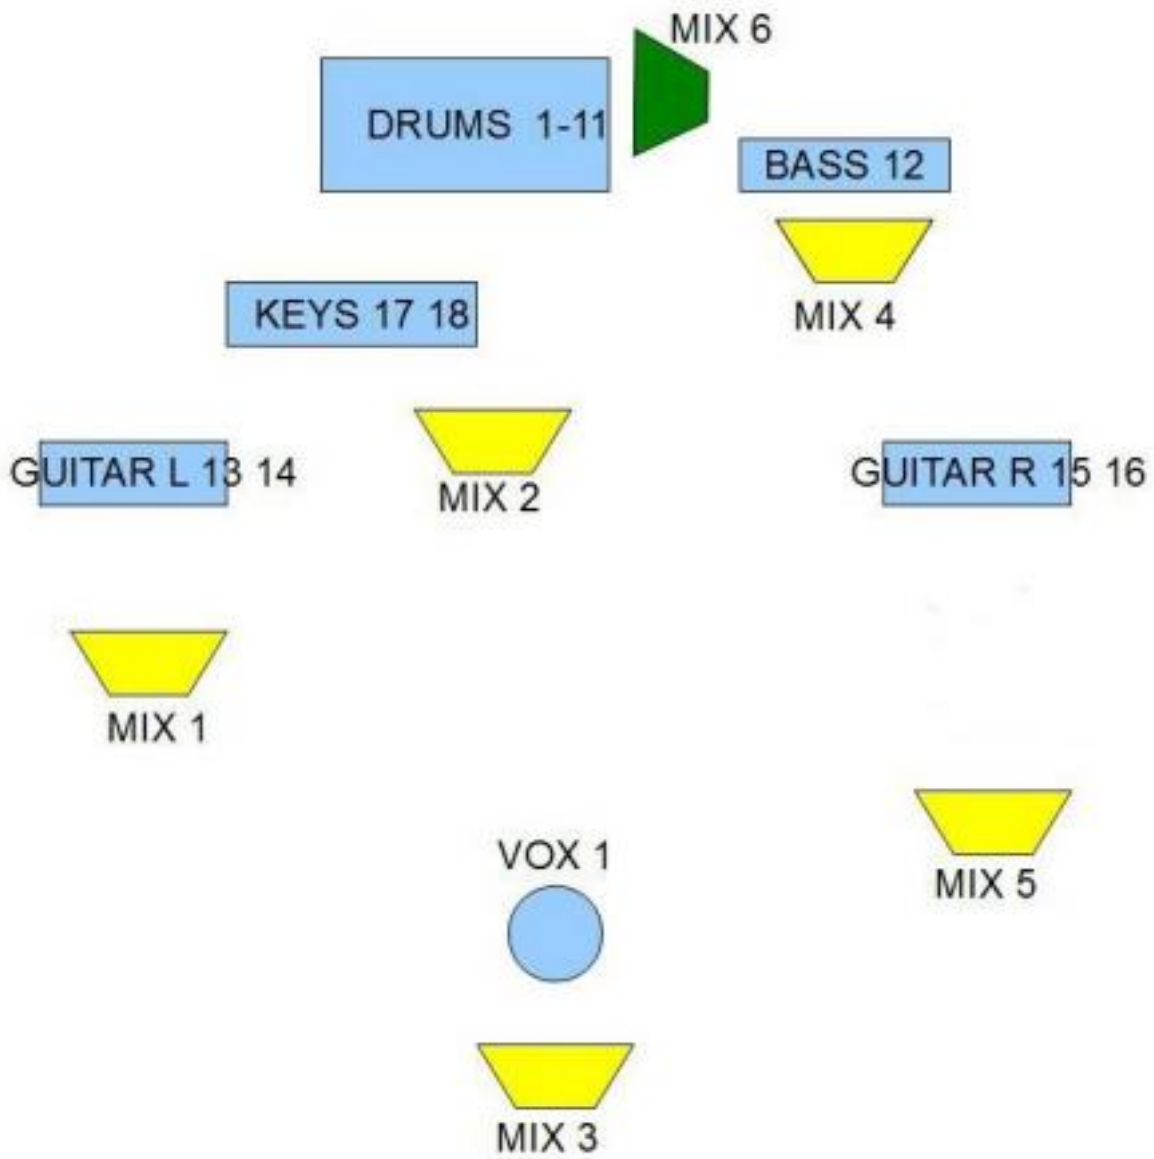 MIX 6
DRUMS 1-11
BASS 12
KEYS 17 18
MIX 4
GUITAR L 13 14
MIX 2
GUITAR R 15 16
MIX 1
VOX 1
MIX 5
MIX 3